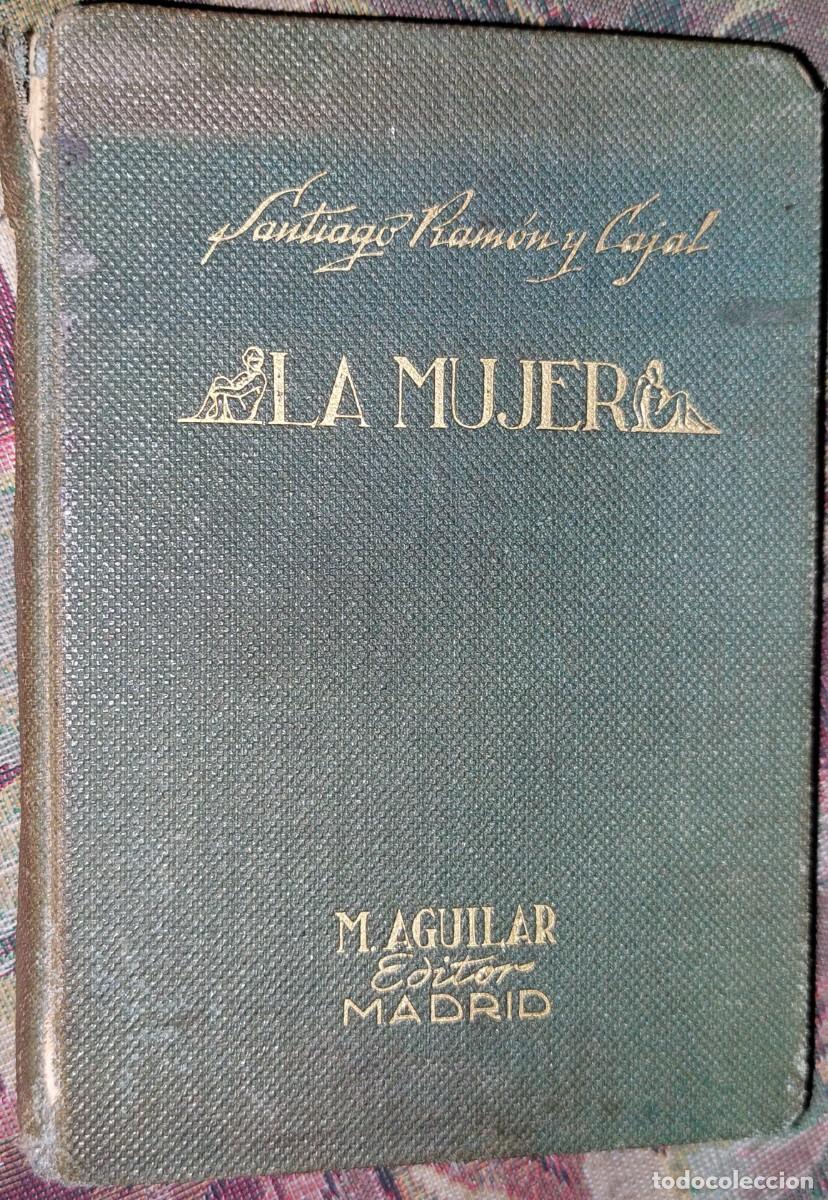 Santiago Ramón y Cajal
LA MUJER
M. AGUILAR
Editor
MADRID
todocoleccion